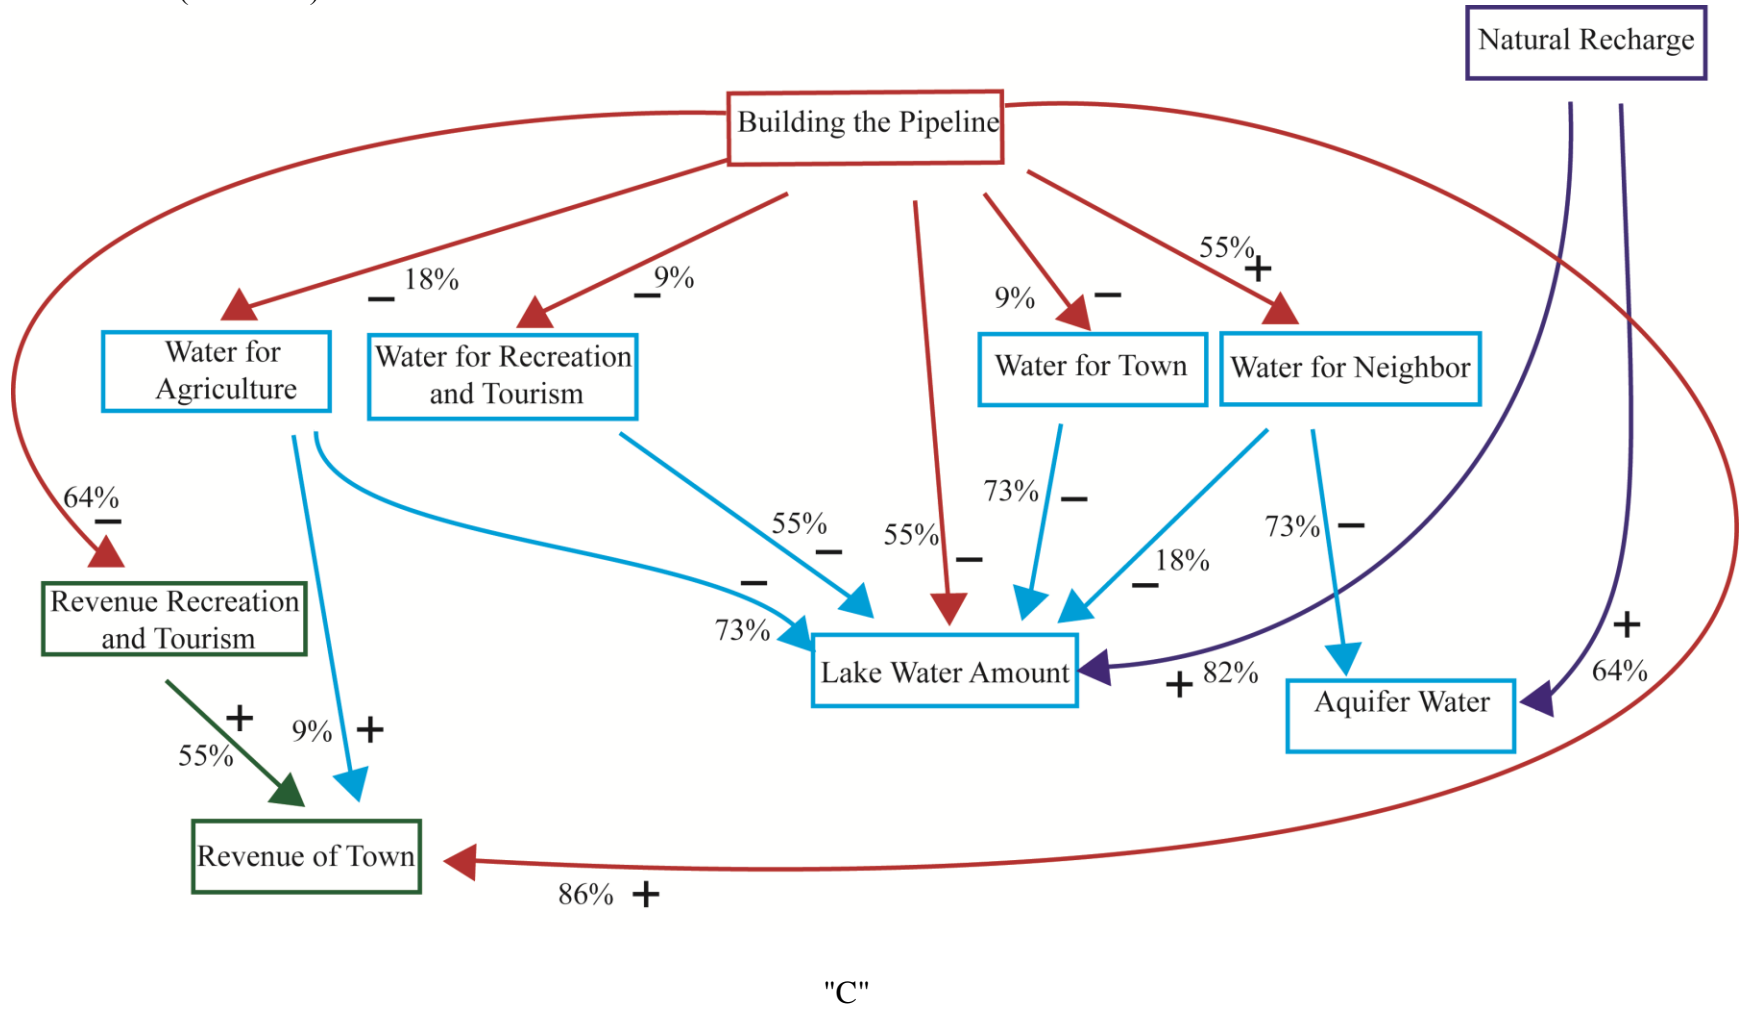 Natural Recharge
Building the Pipeline
55%
+
18%
−
9%
−
9%
−
Water for
Agriculture
Water for Recreation
and Tourism
Water for Town
Water for Neighbor
64%
−
73%
−
55%
−
55%
−
73%
−
18%
−
−
73%
Revenue Recreation
and Tourism
Lake Water Amount
+
82%
+
64%
Aquifer Water
+
55%
9%
+
Revenue of Town
86%
+
"C"